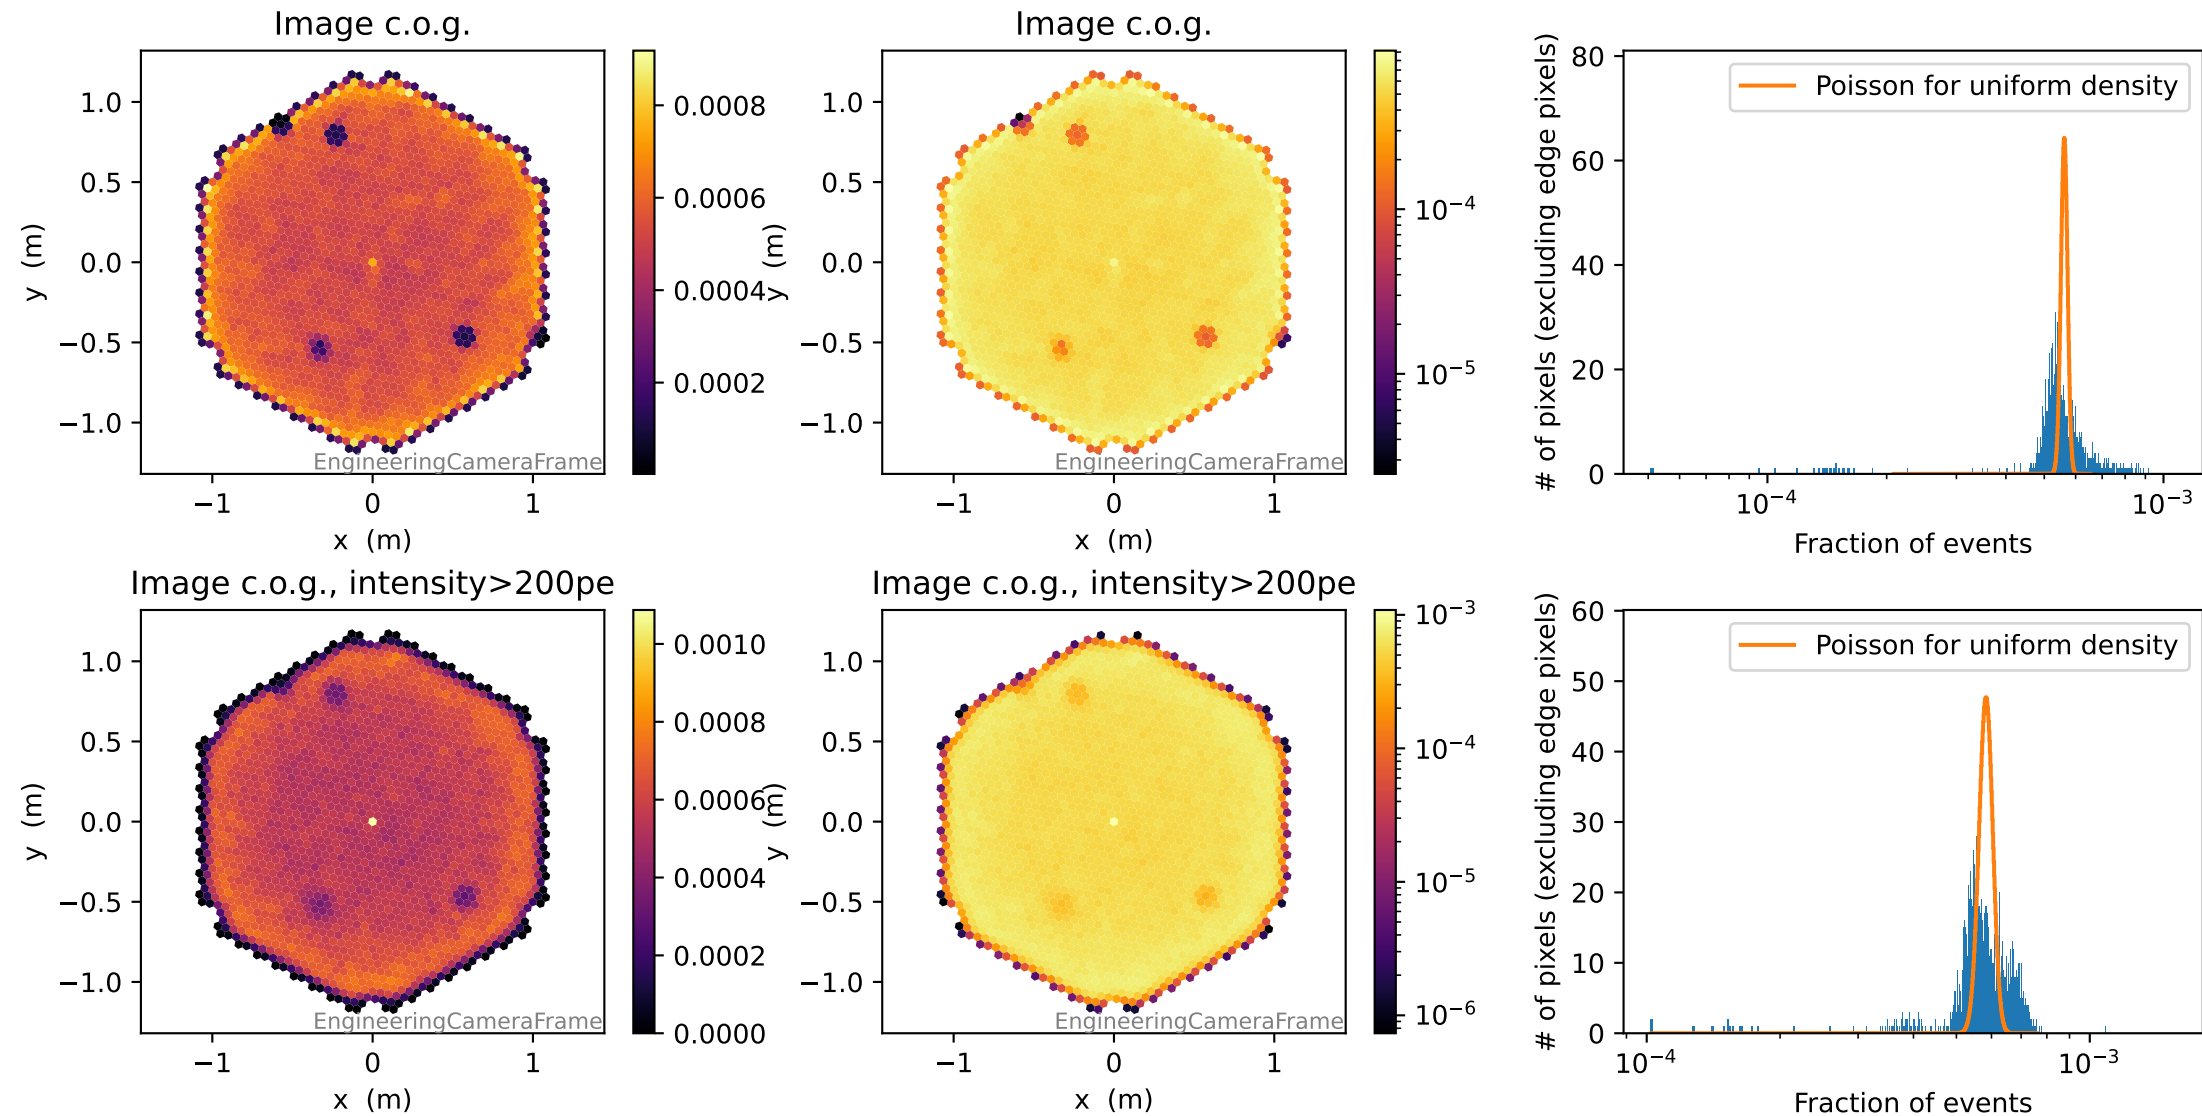 Image c.o.g.
1.0
0.5
0.0
−0.5
−1.0
y (m)
−1
0
1
x (m)
EngineeringCameraFrame
0.0008
0.0006
0.0004
0.0002
Image c.o.g.
1.0
0.5
0.0
−0.5
−1.0
y (m)
−1
0
1
x (m)
EngineeringCameraFrame
10⁻⁴
10⁻⁵
# of pixels (excluding edge pixels)
80
60
40
20
0
Poisson for uniform density
10⁻⁴
10⁻³
Fraction of events
Image c.o.g., intensity>200pe
1.0
0.5
0.0
−0.5
−1.0
y (m)
−1
0
1
x (m)
EngineeringCameraFrame
0.0010
0.0008
0.0006
0.0004
0.0002
0.0000
Image c.o.g., intensity>200pe
1.0
0.5
0.0
−0.5
−1.0
y (m)
−1
0
1
x (m)
EngineeringCameraFrame
10⁻³
10⁻⁴
10⁻⁵
10⁻⁶
# of pixels (excluding edge pixels)
60
50
40
30
20
10
0
Poisson for uniform density
10⁻⁴
10⁻³
Fraction of events